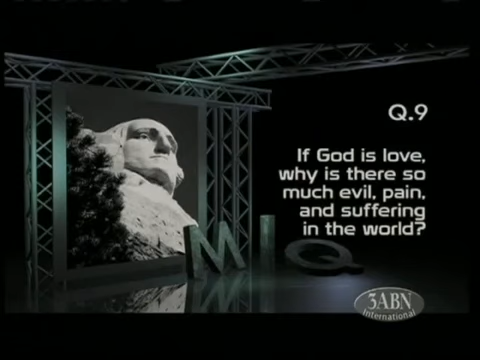 Q.9
If God is love,
why is there so
much evil, pain,
and suffering
in the world?
MIQ
3ABN
International